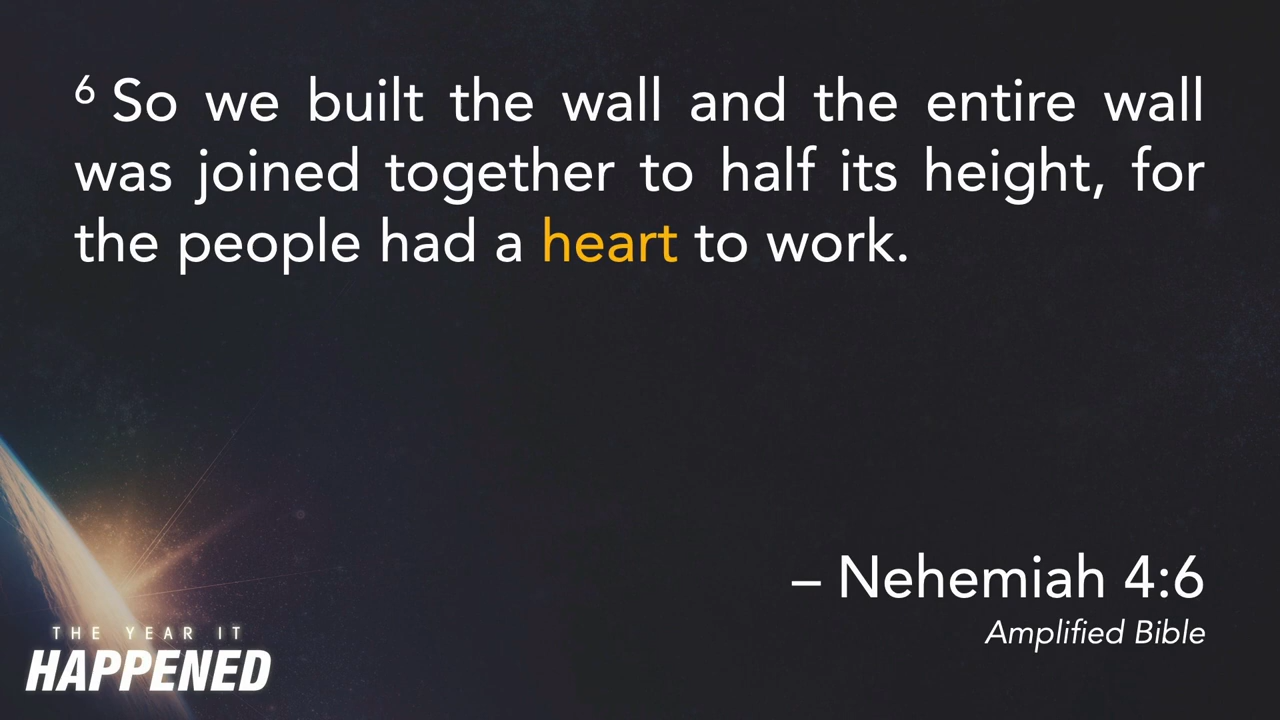 6 So we built the wall and the entire wall
was joined together to half its height, for
the people had a heart to work.
– Nehemiah 4:6
Amplified Bible
THE YEAR IT
HAPPENED